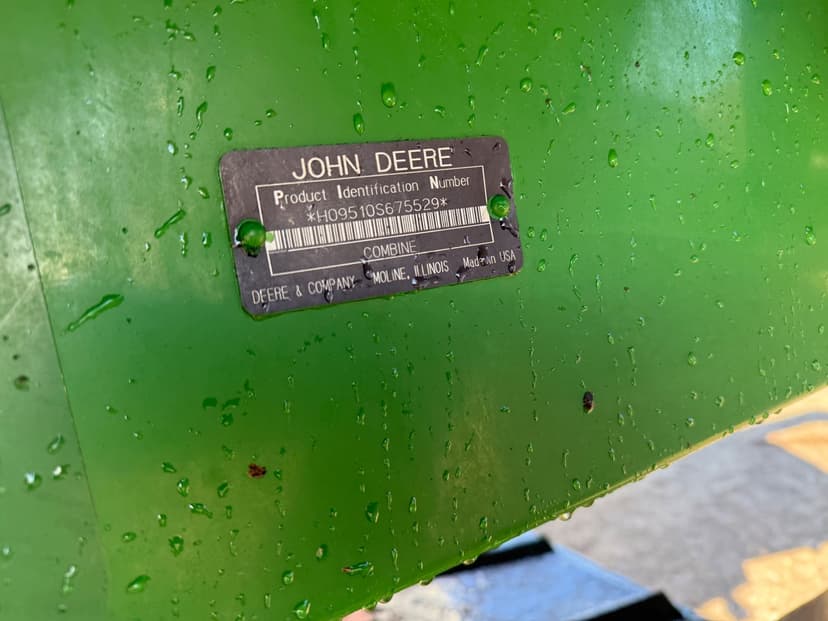 JOHN DEERE
Product Identification Number
*H09510S675529*
COMBINE
DEERE & COMPANY MOLINE, ILLINOIS Made in USA